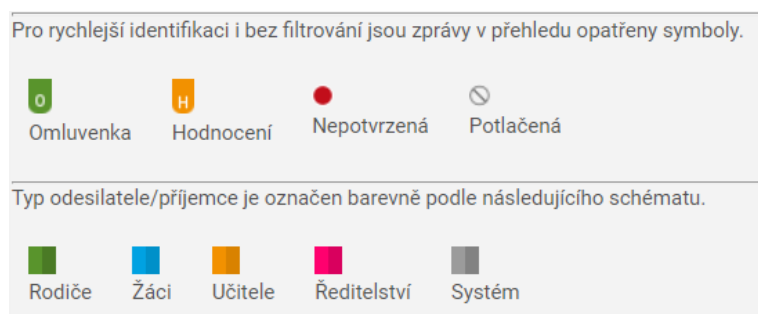 Pro rychlejší identifikaci i bez filtrování jsou zprávy v přehledu opatřeny symboly.
O H
Omluvenka Hodnocení Nepotvrzená Potlačená
Typ odesilatele/příjemce je označen barevně podle následujícího schématu.
Rodiče Žáci Učitele Ředitelství Systém